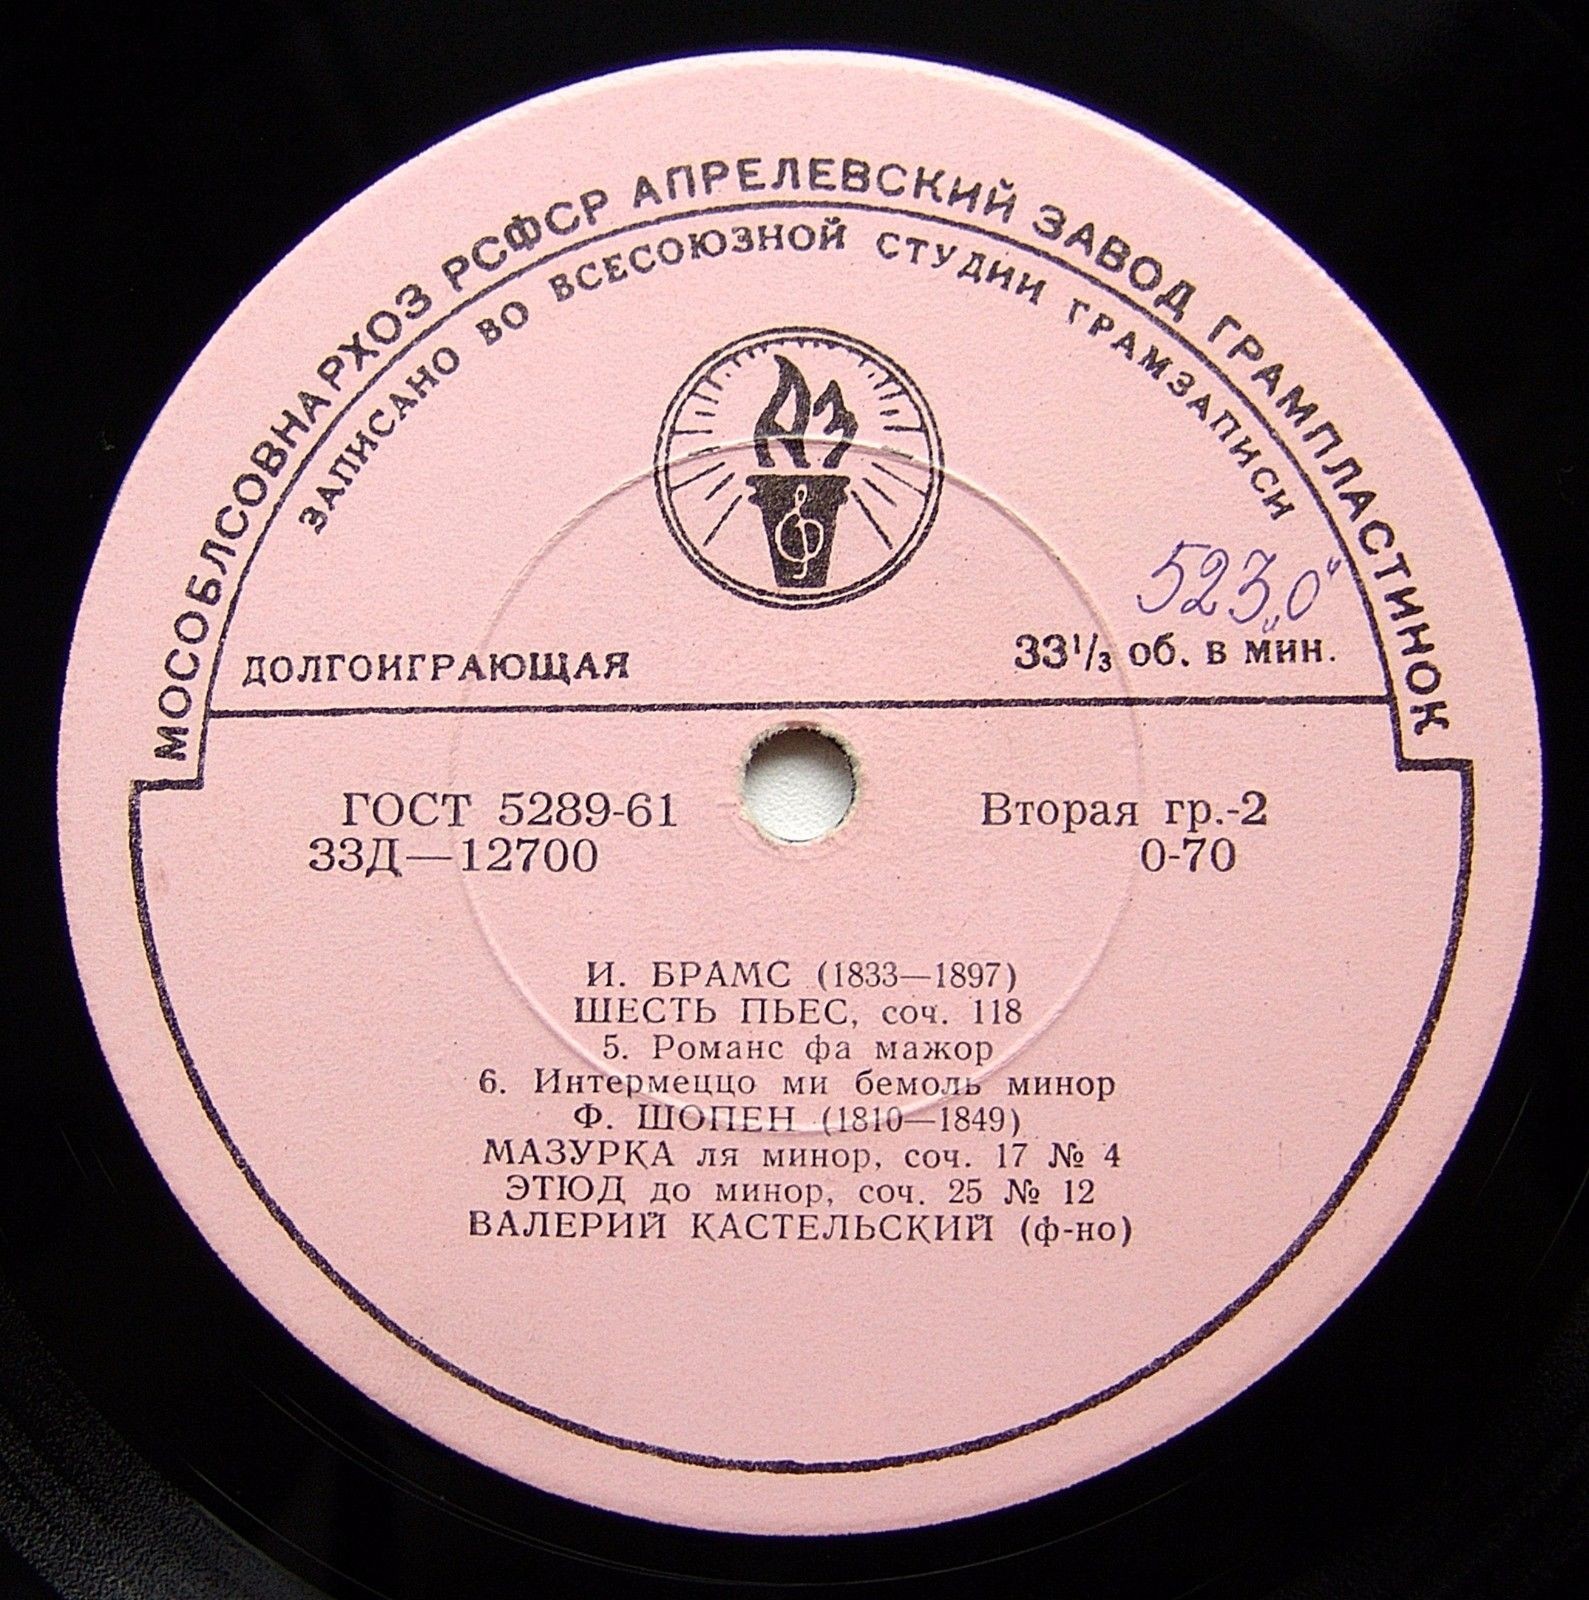 МОСОБЛСОВНАРХОЗ РСФСР АПРЕЛЕВСКИЙ ЗАВОД ГРАМПЛАСТИНОК
ЗАПИСАНО ВО ВСЕСОЮЗНОЙ СТУДИИ ГРАМЗАПИСИ
523 „0“
ДОЛГОИГРАЮЩАЯ 33⅓ об. в мин.
ГОСТ 5289-61 Вторая гр.-2
33Д—12700 0-70
И. БРАМС (1833—1897)
ШЕСТЬ ПЬЕС, соч. 118
5. Романс фа мажор
6. Интермеццо ми бемоль минор
Ф. ШОПЕН (1810—1849)
МАЗУРКА ля минор, соч. 17 № 4
ЭТЮД до минор, соч. 25 № 12
ВАЛЕРИЙ КАСТЕЛЬСКИЙ (ф-но)